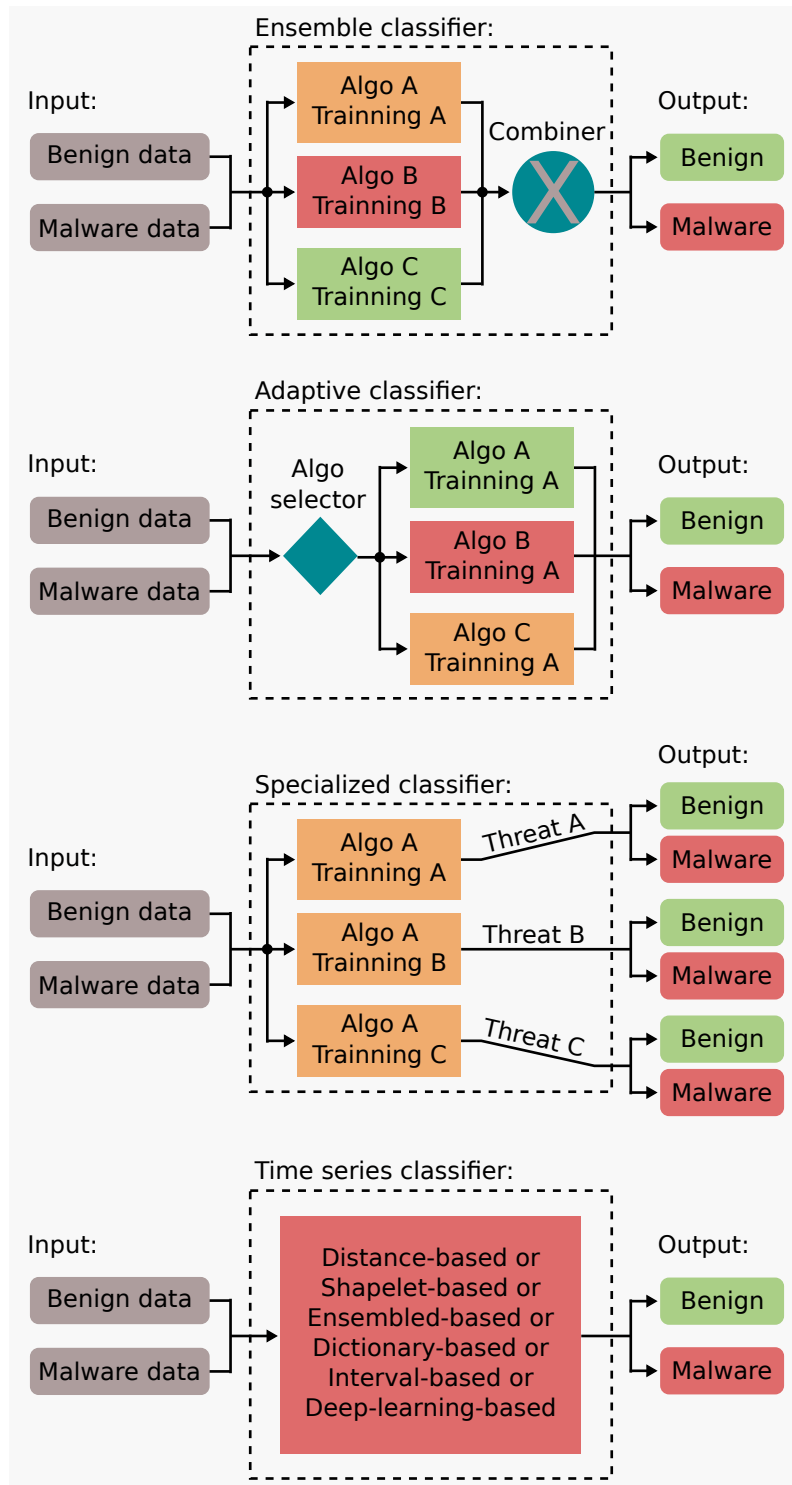 Ensemble classifier:
Input:
Benign data
Malware data
Algo A
Trainning A
Algo B
Trainning B
Algo C
Trainning C
Combiner
X
Output:
Benign
Malware
Adaptive classifier:
Input:
Benign data
Malware data
Algo
selector
Algo A
Trainning A
Algo B
Trainning A
Algo C
Trainning A
Output:
Benign
Malware
Specialized classifier:
Input:
Benign data
Malware data
Algo A
Trainning A
Algo A
Trainning B
Algo A
Trainning C
Threat A
Threat B
Threat C
Output:
Benign
Malware
Benign
Malware
Benign
Malware
Time series classifier:
Input:
Benign data
Malware data
Distance-based or
Shapelet-based or
Ensembled-based or
Dictionary-based or
Interval-based or
Deep-learning-based
Output:
Benign
Malware